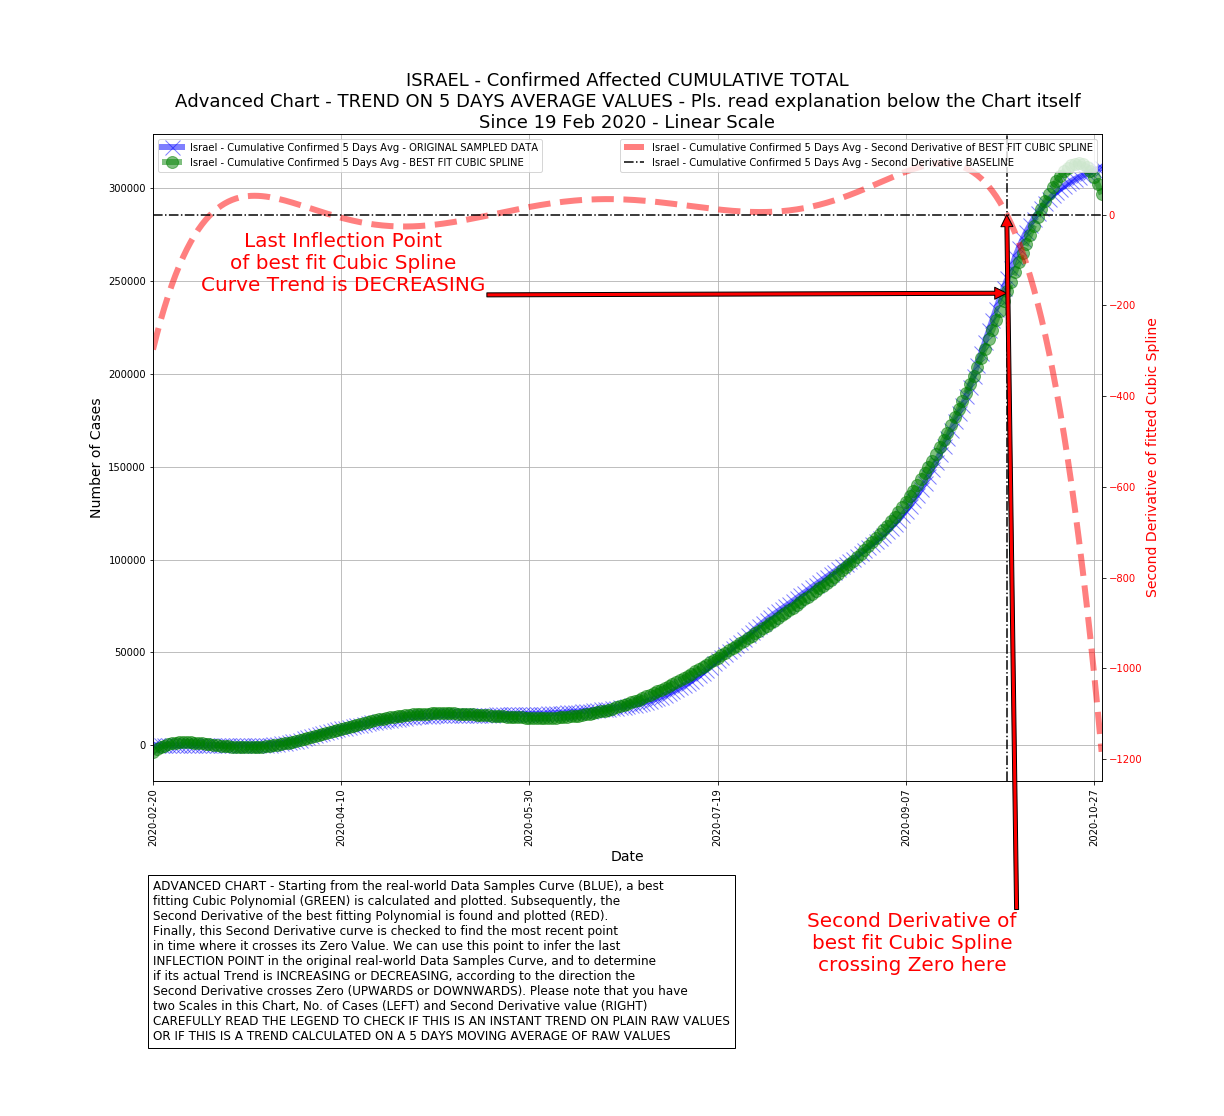 ISRAEL - Confirmed Affected CUMULATIVE TOTAL
Advanced Chart - TREND ON 5 DAYS AVERAGE VALUES - Pls. read explanation below the Chart itself
Since 19 Feb 2020 - Linear Scale
Israel - Cumulative Confirmed 5 Days Avg - ORIGINAL SAMPLED DATA
Israel - Cumulative Confirmed 5 Days Avg - BEST FIT CUBIC SPLINE
Israel - Cumulative Confirmed 5 Days Avg - Second Derivative of BEST FIT CUBIC SPLINE
Israel - Cumulative Confirmed 5 Days Avg - Second Derivative BASELINE
Number of Cases
300000
250000
200000
150000
100000
50000
0
Last Inflection Point
of best fit Cubic Spline
Curve Trend is DECREASING
0
−200
−400
−600
−800
−1000
−1200
Second Derivative of fitted Cubic Spline
2020-02-20
2020-04-10
2020-05-30
2020-07-19
2020-09-07
2020-10-27
Date
ADVANCED CHART - Starting from the real-world Data Samples Curve (BLUE), a best
fitting Cubic Polynomial (GREEN) is calculated and plotted. Subsequently, the
Second Derivative of the best fitting Polynomial is found and plotted (RED).
Finally, this Second Derivative curve is checked to find the most recent point
in time where it crosses its Zero Value. We can use this point to infer the last
INFLECTION POINT in the original real-world Data Samples Curve, and to determine
if its actual Trend is INCREASING or DECREASING, according to the direction the
Second Derivative crosses Zero (UPWARDS or DOWNWARDS). Please note that you have
two Scales in this Chart, No. of Cases (LEFT) and Second Derivative value (RIGHT)
CAREFULLY READ THE LEGEND TO CHECK IF THIS IS AN INSTANT TREND ON PLAIN RAW VALUES
OR IF THIS IS A TREND CALCULATED ON A 5 DAYS MOVING AVERAGE OF RAW VALUES
Second Derivative of
best fit Cubic Spline
crossing Zero here